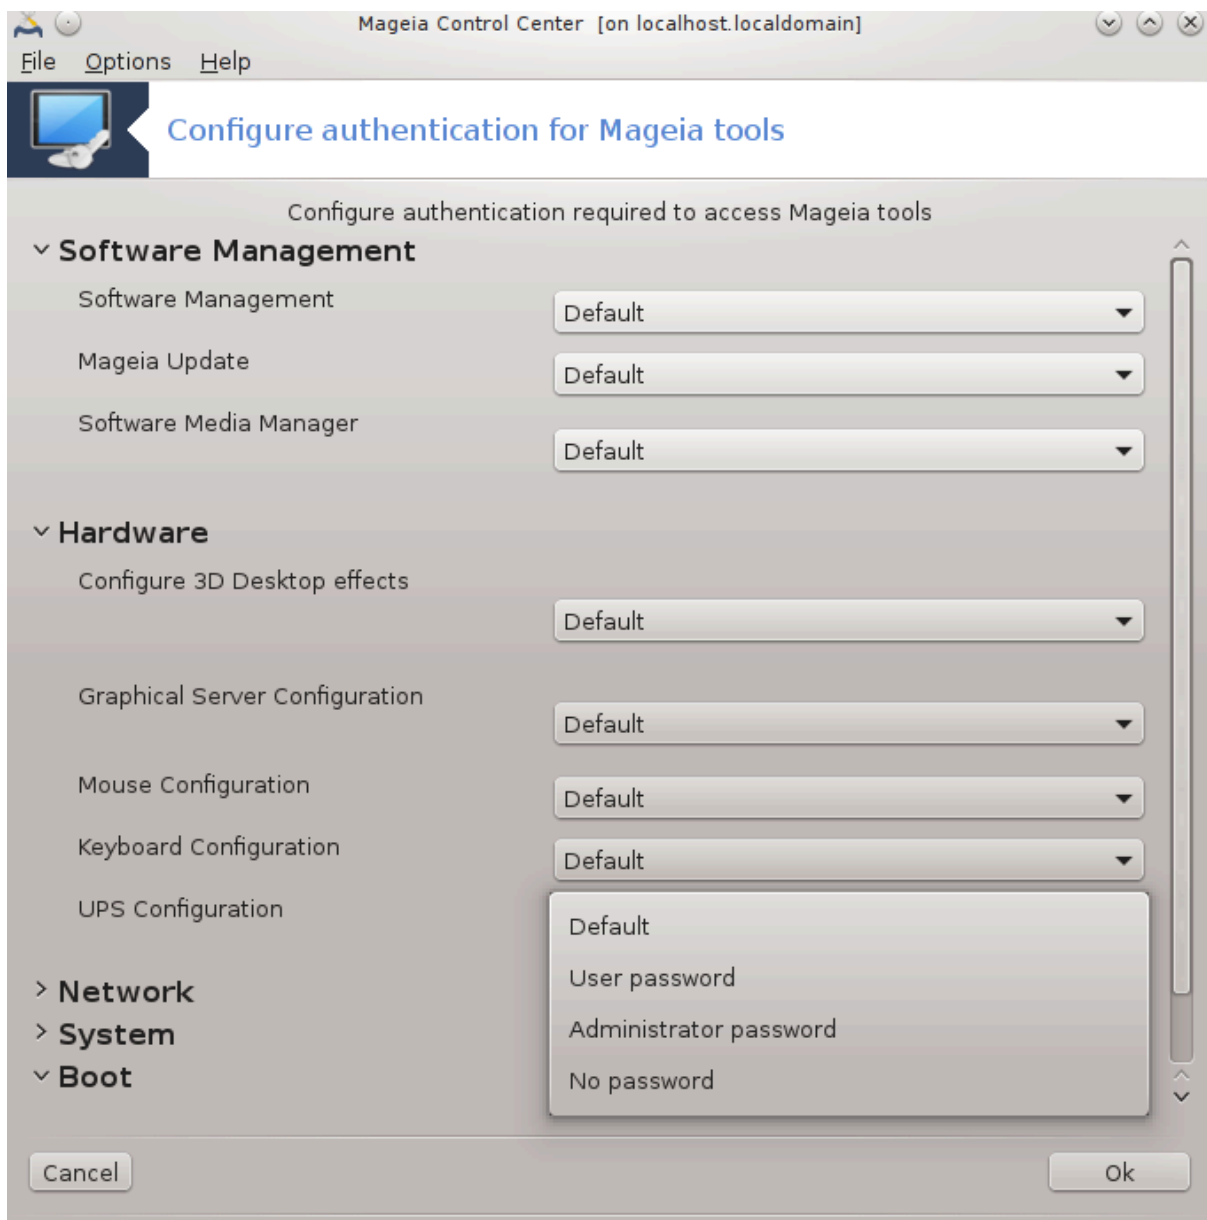 Mageia Control Center  [on localhost.localdomain]
File Options Help
Configure authentication for Mageia tools
Configure authentication required to access Mageia tools
Software Management
Software Management Default
Mageia Update Default
Software Media Manager Default
Hardware
Configure 3D Desktop effects Default
Graphical Server Configuration Default
Mouse Configuration Default
Keyboard Configuration Default
UPS Configuration
Default
User password
Administrator password
No password
Network
System
Boot
Cancel Ok